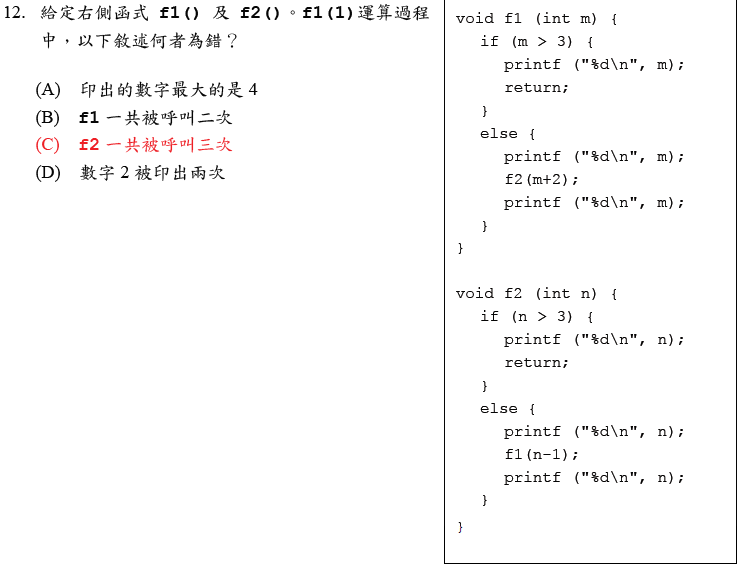 12. 給定右側函式 f1() 及 f2()。f1(1)運算過程
中，以下敘述何者為錯？
(A) 印出的數字最大的是 4
(B) f1 一共被呼叫二次
(C) f2 一共被呼叫三次
(D) 數字 2 被印出兩次
void f1 (int m) {
if (m > 3) {
printf ("%d\n", m);
return;
}
else {
printf ("%d\n", m);
f2(m+2);
printf ("%d\n", m);
}
}
void f2 (int n) {
if (n > 3) {
printf ("%d\n", n);
return;
}
else {
printf ("%d\n", n);
f1(n-1);
printf ("%d\n", n);
}
}